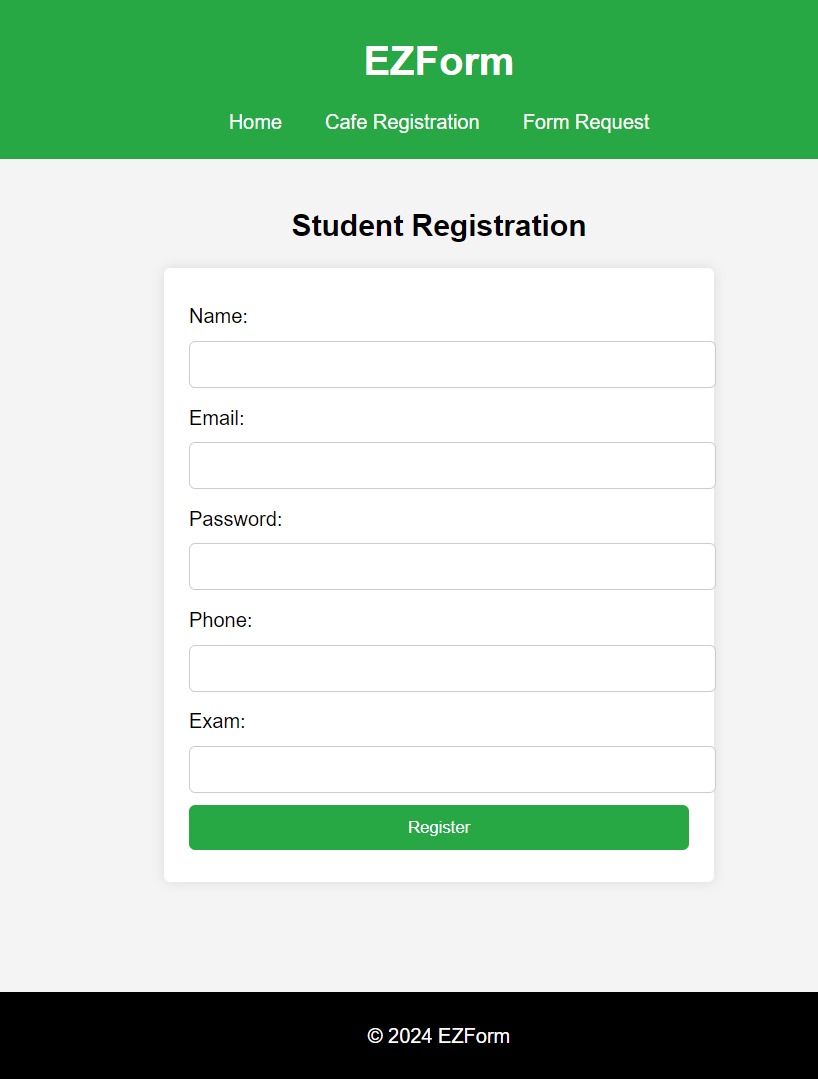 EZForm
Home Cafe Registration Form Request
Student Registration
Name:
Email:
Password:
Phone:
Exam:
Register
© 2024 EZForm